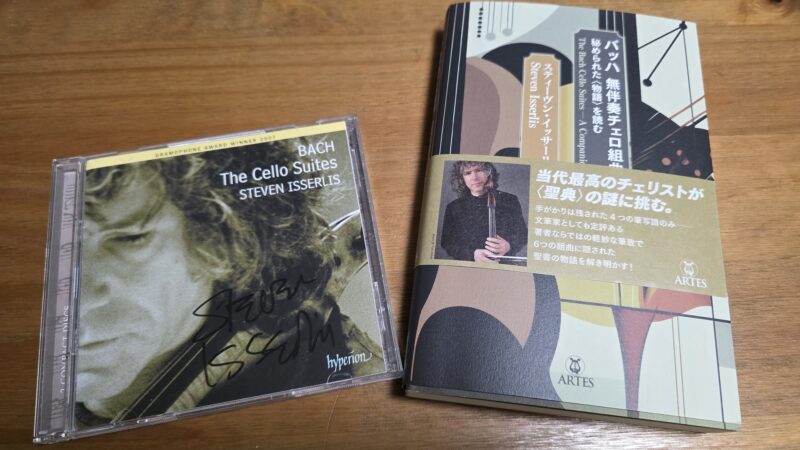 GRAMOPHONE AWARD WINNER 2007
BACH
The Cello Suites
STEVEN ISSERLIS
STEVEN
ISSERLIS
hyperion
2 COMPACT DISCS
バッハ 無伴奏チェロ組曲
秘められた〈物語〉を読む
The Bach Cello Suites — A Companion
スティーヴン・イッサーリ
Steven Isserlis
当代最高のチェリストが
〈聖典〉の謎に挑む。
手がかりは残された4つの筆写譜のみ——
文筆家としても定評ある
著者ならではの軽妙な筆致で
6つの組曲に隠された
聖書の物語を解き明かす!
ARTES
ARTES